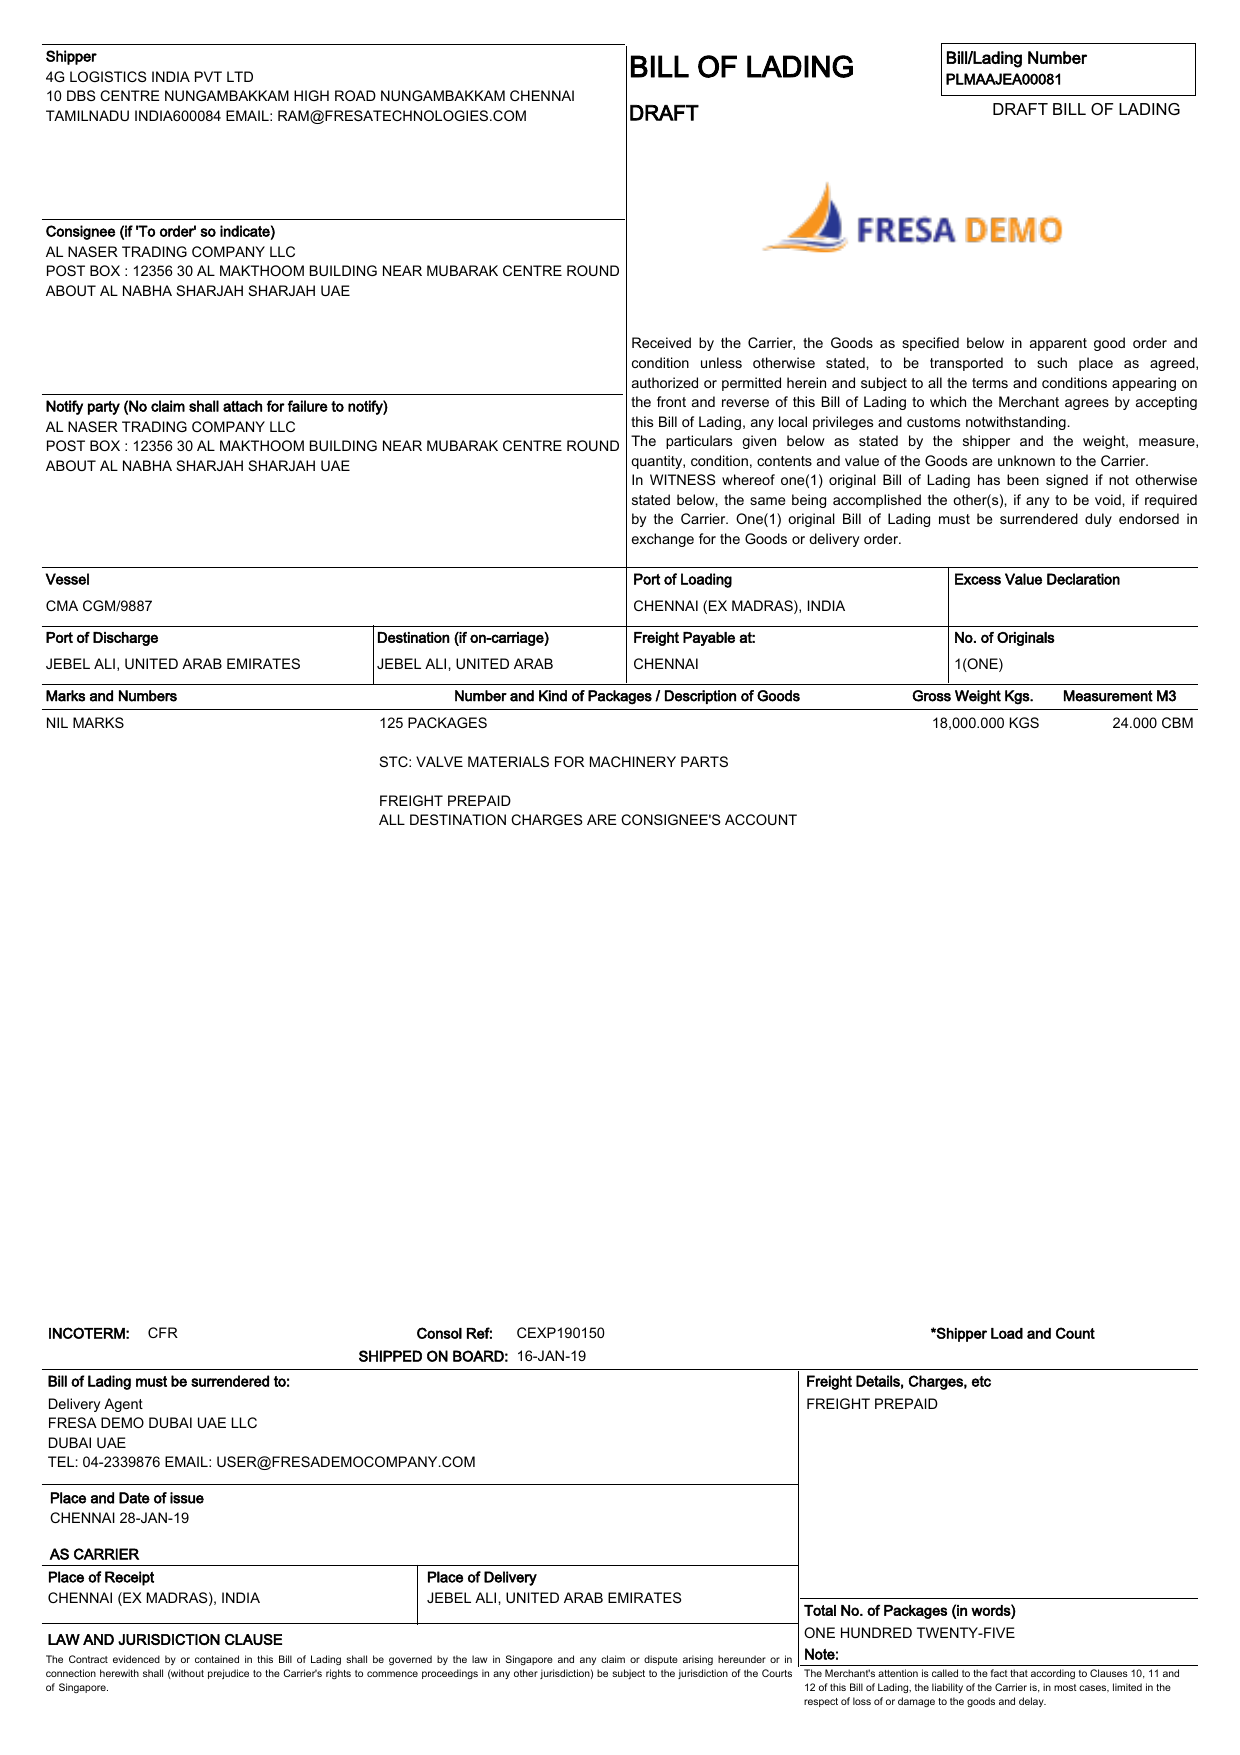 Shipper
4G LOGISTICS INDIA PVT LTD
10 DBS CENTRE NUNGAMBAKKAM HIGH ROAD NUNGAMBAKKAM CHENNAI
TAMILNADU INDIA600084 EMAIL: RAM@FRESATECHNOLOGIES.COM
BILL OF LADING
DRAFT
Bill/Lading Number
PLMAAJEA00081
DRAFT BILL OF LADING
FRESA DEMO
Consignee (if 'To order' so indicate)
AL NASER TRADING COMPANY LLC
POST BOX : 12356 30 AL MAKTHOOM BUILDING NEAR MUBARAK CENTRE ROUND
ABOUT AL NABHA SHARJAH SHARJAH UAE
Notify party (No claim shall attach for failure to notify)
AL NASER TRADING COMPANY LLC
POST BOX : 12356 30 AL MAKTHOOM BUILDING NEAR MUBARAK CENTRE ROUND
ABOUT AL NABHA SHARJAH SHARJAH UAE
Received by the Carrier, the Goods as specified below in apparent good order and
condition unless otherwise stated, to be transported to such place as agreed,
authorized or permitted herein and subject to all the terms and conditions appearing on
the front and reverse of this Bill of Lading to which the Merchant agrees by accepting
this Bill of Lading, any local privileges and customs notwithstanding.
The particulars given below as stated by the shipper and the weight, measure,
quantity, condition, contents and value of the Goods are unknown to the Carrier.
In WITNESS whereof one(1) original Bill of Lading has been signed if not otherwise
stated below, the same being accomplished the other(s), if any to be void, if required
by the Carrier. One(1) original Bill of Lading must be surrendered duly endorsed in
exchange for the Goods or delivery order.
Vessel
CMA CGM/9887
Port of Loading
CHENNAI (EX MADRAS), INDIA
Excess Value Declaration
Port of Discharge
JEBEL ALI, UNITED ARAB EMIRATES
Destination (if on-carriage)
JEBEL ALI, UNITED ARAB
Freight Payable at:
CHENNAI
No. of Originals
1(ONE)
Marks and Numbers Number and Kind of Packages / Description of Goods Gross Weight Kgs. Measurement M3
NIL MARKS 125 PACKAGES 18,000.000 KGS 24.000 CBM
STC: VALVE MATERIALS FOR MACHINERY PARTS
FREIGHT PREPAID
ALL DESTINATION CHARGES ARE CONSIGNEE'S ACCOUNT
INCOTERM: CFR Consol Ref: CEXP190150 *Shipper Load and Count
SHIPPED ON BOARD: 16-JAN-19
Bill of Lading must be surrendered to:
Delivery Agent
FRESA DEMO DUBAI UAE LLC
DUBAI UAE
TEL: 04-2339876 EMAIL: USER@FRESADEMOCOMPANY.COM
Freight Details, Charges, etc
FREIGHT PREPAID
Place and Date of issue
CHENNAI 28-JAN-19
AS CARRIER
Place of Receipt
CHENNAI (EX MADRAS), INDIA
Place of Delivery
JEBEL ALI, UNITED ARAB EMIRATES
LAW AND JURISDICTION CLAUSE
The Contract evidenced by or contained in this Bill of Lading shall be governed by the law in Singapore and any claim or dispute arising hereunder or in
connection herewith shall (without prejudice to the Carrier's rights to commence proceedings in any other jurisdiction) be subject to the jurisdiction of the Courts
of Singapore.
Total No. of Packages (in words)
ONE HUNDRED TWENTY-FIVE
Note:
The Merchant's attention is called to the fact that according to Clauses 10, 11 and
12 of this Bill of Lading, the liability of the Carrier is, in most cases, limited in the
respect of loss of or damage to the goods and delay.